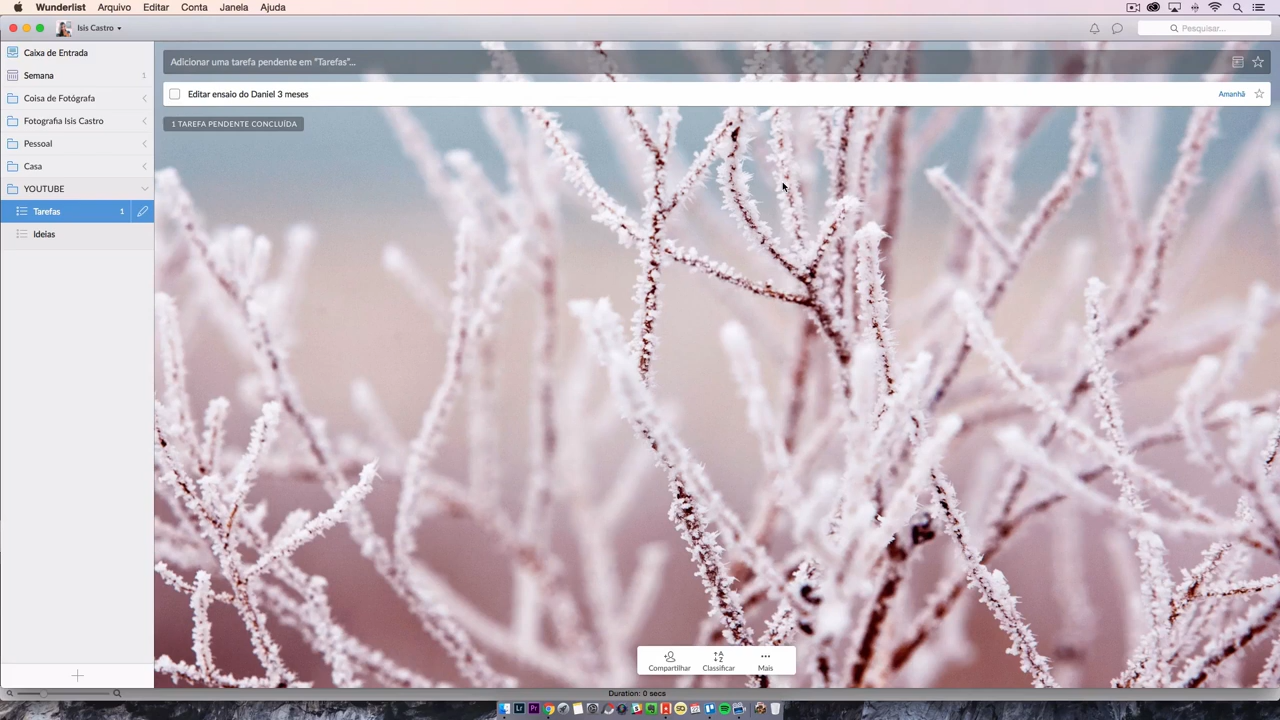 Wunderlist Arquivo Editar Conta Janela Ajuda
Isis Castro
Pesquisar...
Caixa de Entrada
Semana 1
Coisa de Fotógrafa
Fotografia Isis Castro
Pessoal
Casa
YOUTUBE
Tarefas 1
Ideias
Adicionar uma tarefa pendente em "Tarefas"...
Editar ensaio do Daniel 3 meses Amanhã
1 TAREFA PENDENTE CONCLUÍDA
Compartilhar Classificar Mais
Duration: 0 secs